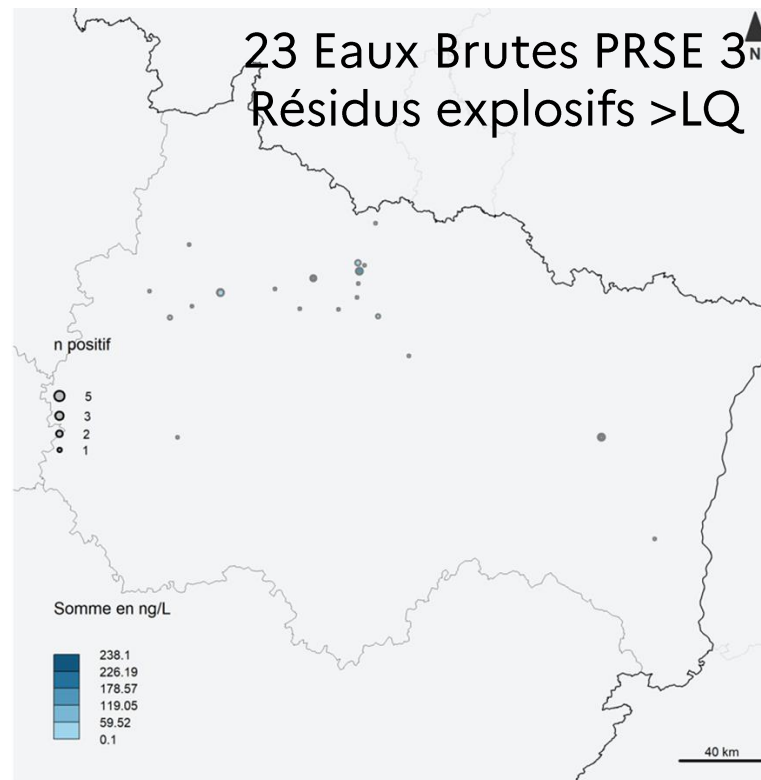 23 Eaux Brutes PRSE 3
N
Résidus explosifs >LQ
n positif
5
3
2
1
Somme en ng/L
238.1
226.19
178.57
119.05
59.52
0.1
40 km